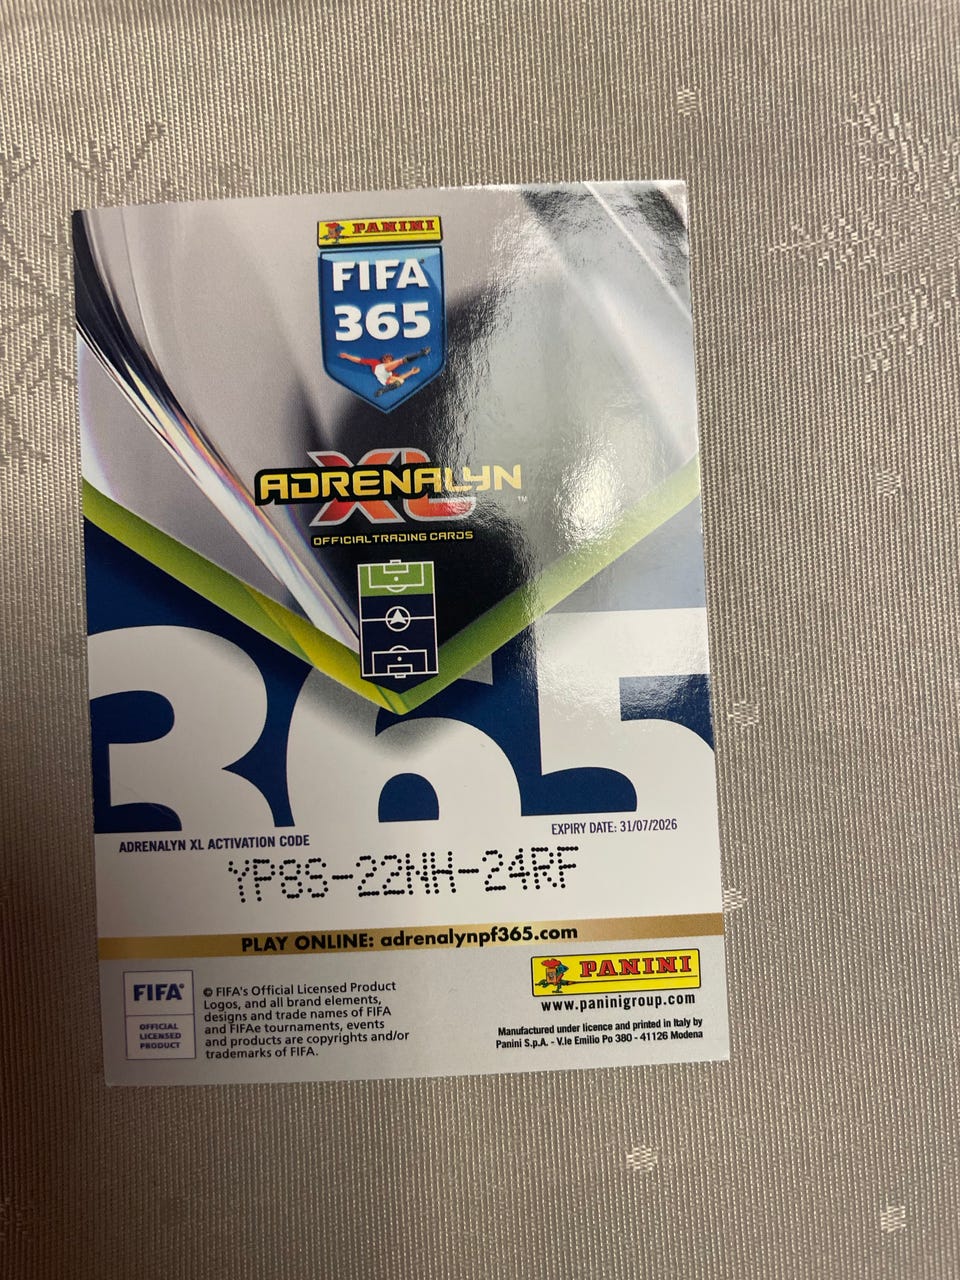 PANINI
FIFA
365
ADRENALYN XL™
OFFICIAL TRADING CARDS
365
ADRENALYN XL ACTIVATION CODE
EXPIRY DATE: 31/07/2026
YP8S-22NH-24RF
PLAY ONLINE: adrenalynpf365.com
FIFA®
OFFICIAL
LICENSED
PRODUCT
© FIFA's Official Licensed Product
Logos, and all brand elements,
designs and trade names of FIFA
and FIFAe tournaments, events
and products are copyrights and/or
trademarks of FIFA.
PANINI
www.paninigroup.com
Manufactured under licence and printed in Italy by
Panini S.p.A. - V.le Emilio Po 380 - 41126 Modena